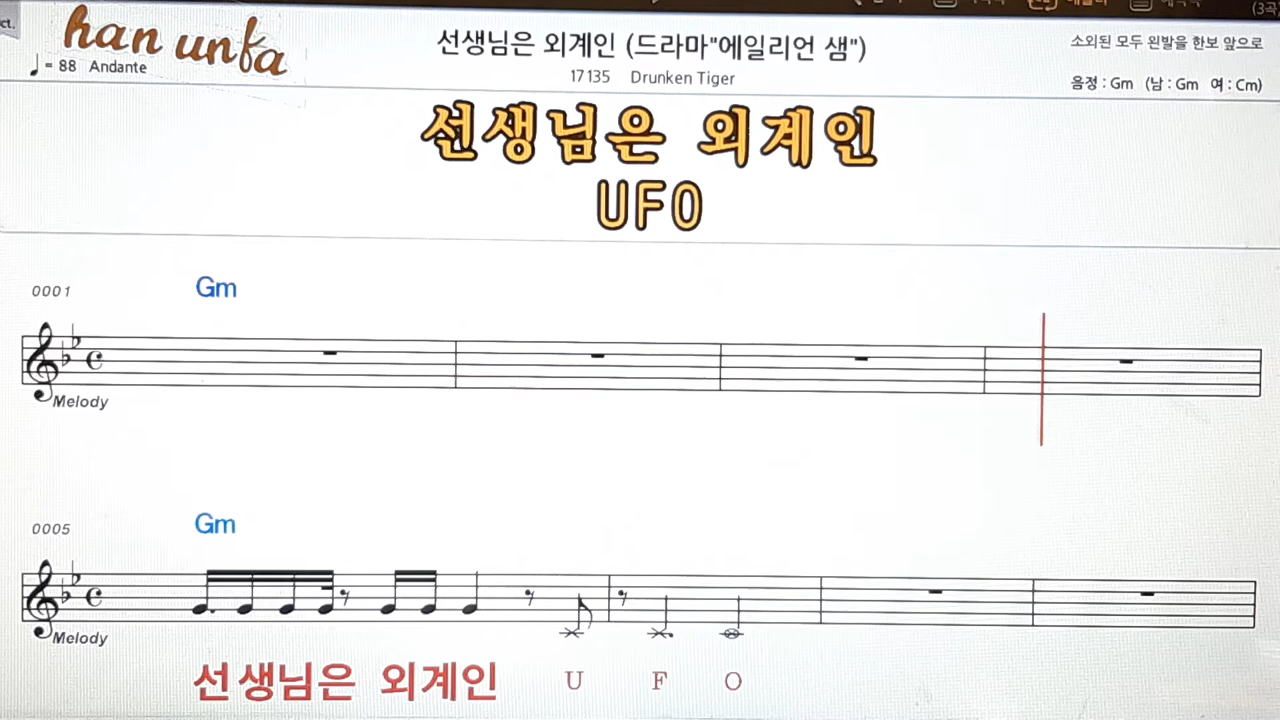 ct.
han unfa
선생님은 외계인 (드라마"에일리언 샘")
소외된 모두 왼발을 한보 앞으로
♩= 88 Andante
17135 Drunken Tiger
음정 : Gm (남 : Gm 여 : Cm)
선생님은 외계인
UFO
0001
Gm
Melody
0005
Gm
Melody
선생님은 외계인 U F O